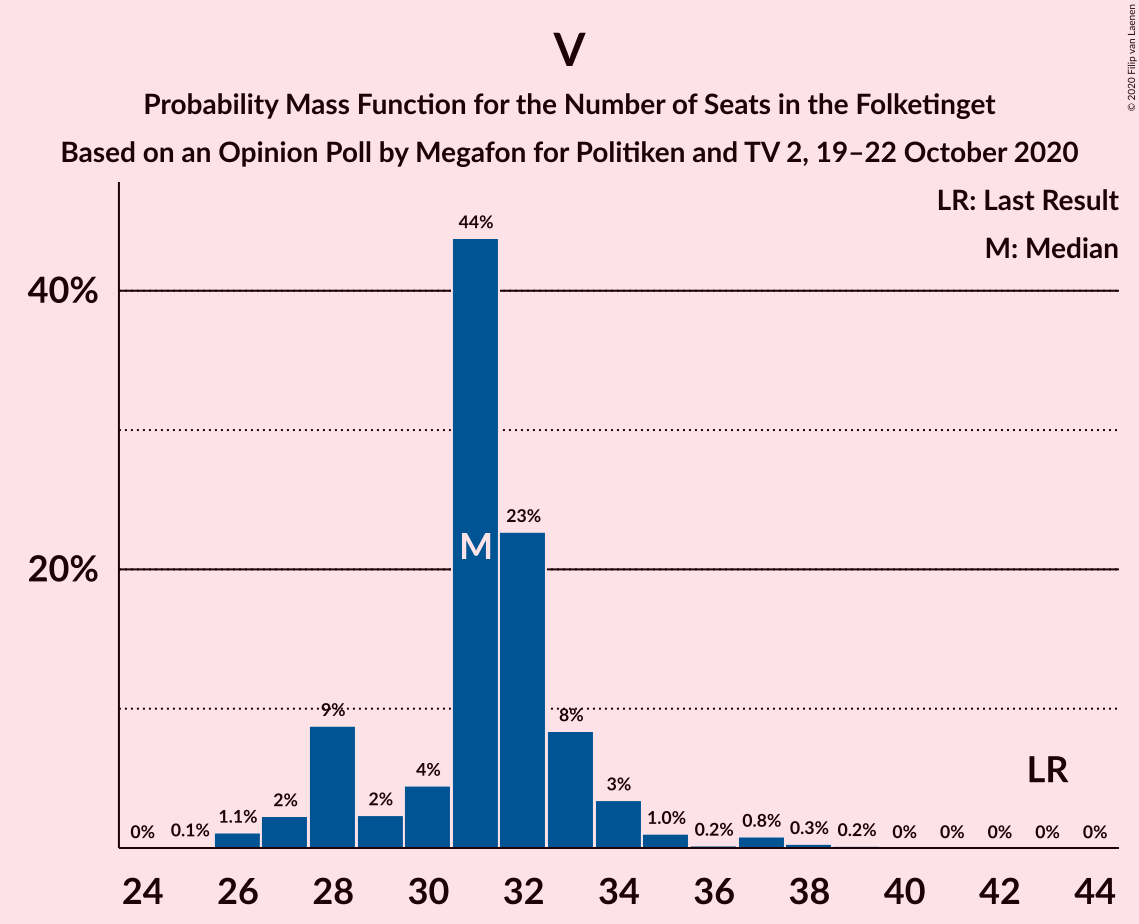 V
Probability Mass Function for the Number of Seats in the Folketinget
Based on an Opinion Poll by Megafon for Politiken and TV 2, 19–22 October 2020
© 2020 Filip van Laenen
LR: Last Result
M: Median
40%
20%
0%
0.1%
1.1%
2%
9%
2%
4%
44%
23%
8%
3%
1.0%
0.2%
0.8%
0.3%
0.2%
0%
0%
0%
0%
0%
M
LR
24 26 28 30 32 34 36 38 40 42 44